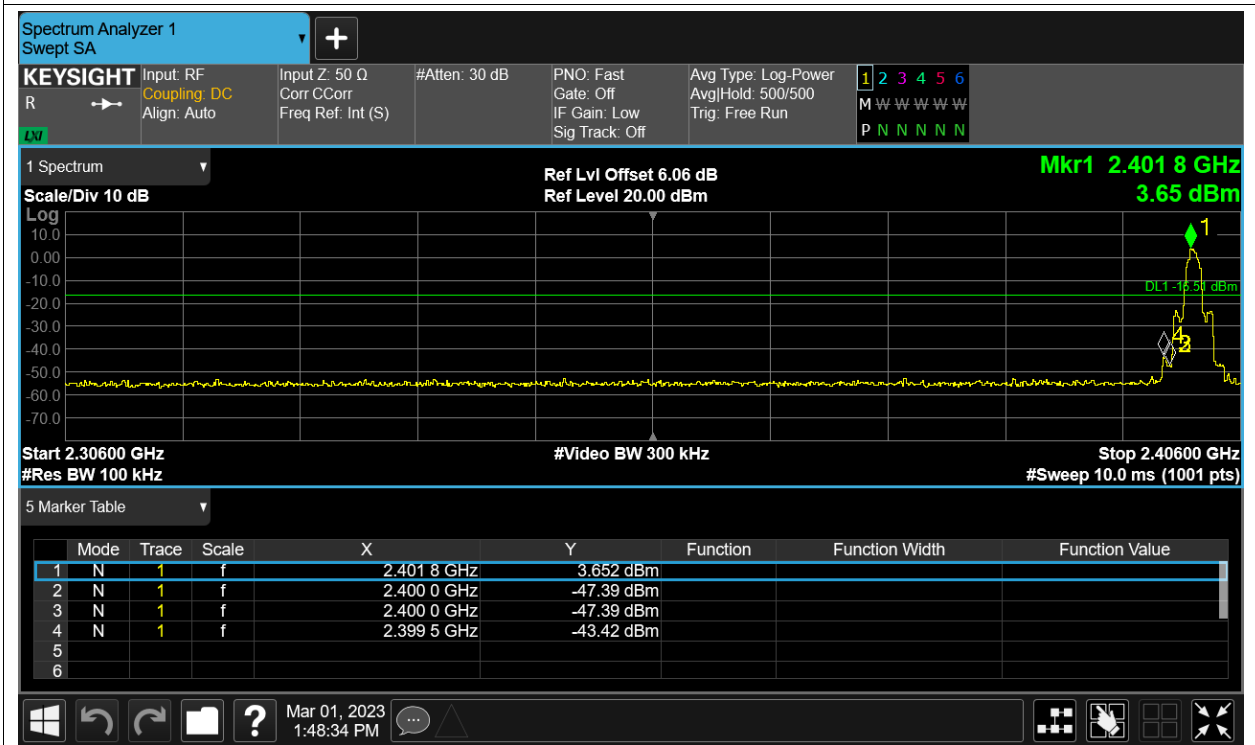 Spectrum Analyzer 1
Swept SA
KEYSIGHT Input: RF Input Z: 50 Ω #Atten: 30 dB PNO: Fast Avg Type: Log-Power 1 2 3 4 5 6
R Coupling: DC Corr CCorr Gate: Off Avg|Hold: 500/500 M W W W W W W
Align: Auto Freq Ref: Int (S) IF Gain: Low Trig: Free Run
LXI Sig Track: Off P N N N N N N
1 Spectrum Ref Lvl Offset 6.06 dB Mkr1 2.401 8 GHz
Scale/Div 10 dB Ref Level 20.00 dBm 3.65 dBm
Log
1
10.0
0.00
-10.0
DL1 -16.51 dBm
-20.0
-30.0
4
-40.0
-50.0
-60.0
-70.0
Start 2.30600 GHz #Video BW 300 kHz Stop 2.40600 GHz
#Res BW 100 kHz #Sweep 10.0 ms (1001 pts)
5 Marker Table
Mode Trace Scale X Y Function Function Width Function Value
1 N 1 f 2.401 8 GHz 3.652 dBm
2 N 1 f 2.400 0 GHz -47.39 dBm
3 N 1 f 2.400 0 GHz -47.39 dBm
4 N 1 f 2.399 5 GHz -43.42 dBm
5
6
? Mar 01, 2023
1:48:34 PM